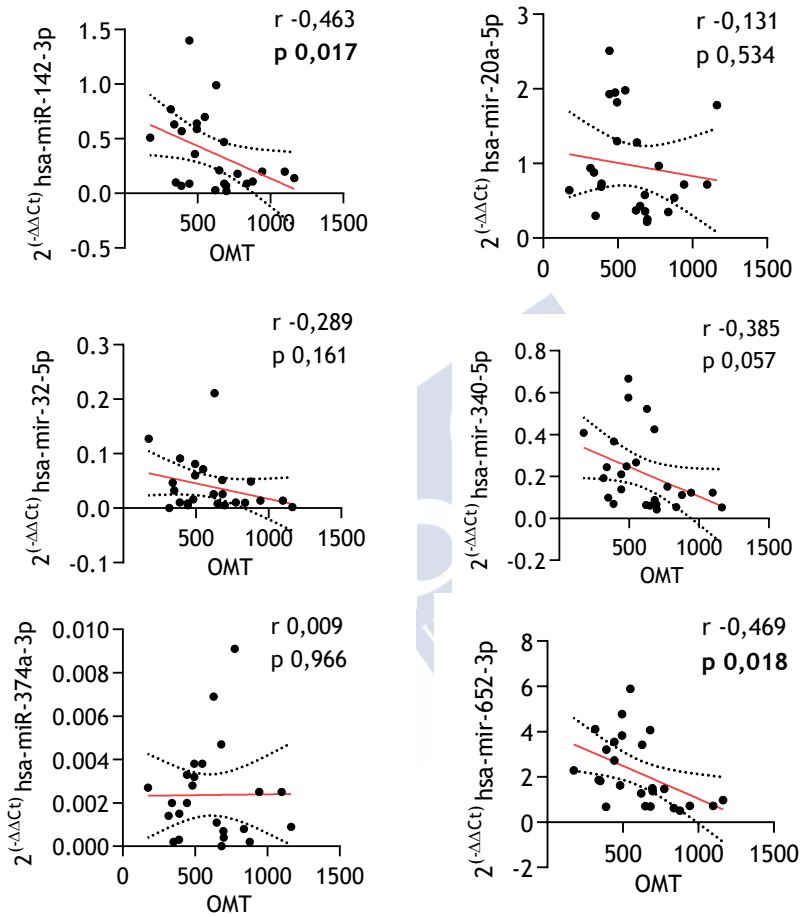 r -0,463
p 0,017
2(-ΔΔCt) hsa-miR-142-3p
1.5
1.0
0.5
0.0
-0.5
500
1000
1500
OMT
r -0,131
p 0,534
2(-ΔΔCt) hsa-mir-20a-5p
3
2
1
0
0
500
1000
1500
r -0,289
p 0,161
2(-ΔΔCt) hsa-mir-32-5p
0.3
0.2
0.1
0.0
-0.1
500
1000
1500
OMT
r -0,385
p 0,057
2(-ΔΔCt) hsa-mir-340-5p
0.8
0.6
0.4
0.2
0.0
-0.2
500
1000
1500
OMT
r 0,009
p 0,966
2(-ΔΔCt) hsa-miR-374a-3p
0.010
0.008
0.006
0.004
0.002
0.000
0
500
1000
1500
OMT
r -0,469
p 0,018
2(-ΔΔCt) hsa-mir-652-3p
8
6
4
2
0
-2
500
1000
1500
OMT